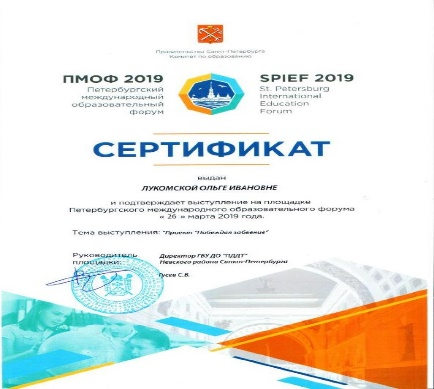 Правительство Санкт-Петербурга
Комитет по образованию
ПМОФ 2019
Петербургский
международный
образовательный
форум
SPIEF 2019
St. Petersburg
International
Education
Forum
СЕРТИФИКАТ
выдан
ЛУКОМСКОЙ ОЛЬГЕ ИВАНОВНЕ
и подтверждает выступление на площадке
Петербургского международного образовательного форума
« 26 » марта 2019 года.
Тема выступления: "Проект "Побеждая забвение"
Руководитель площадки:
Директор ГБУ ДО "ПДДТ"
Невского района Санкт-Петербурга
Гусев С.В.